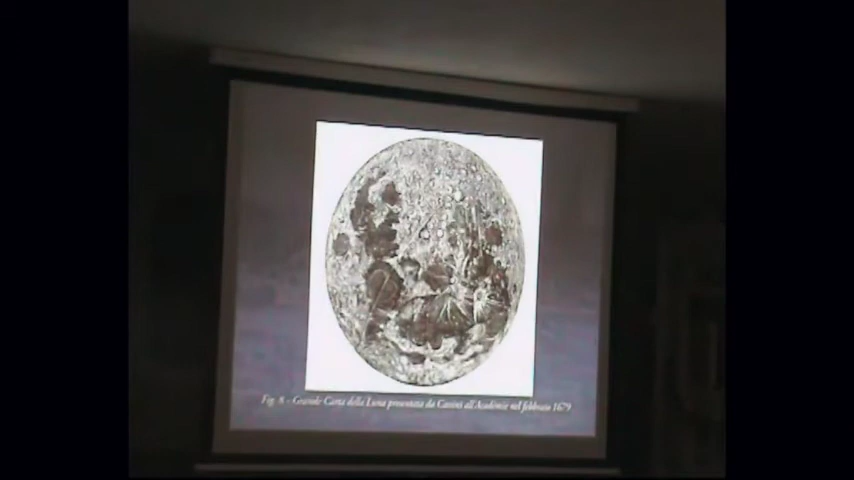 Fig. 8 - Grande Carta della Luna presentata da Cassini all'Académie nel febbraio 1679